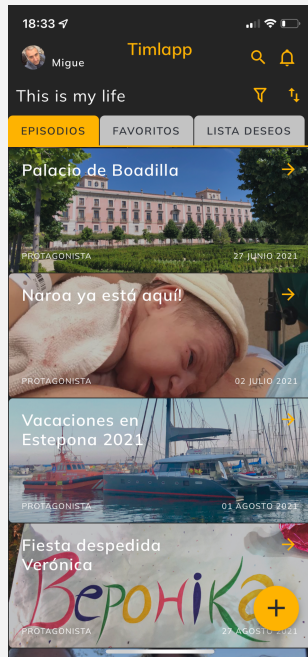 18:33
Timlapp
Migue
This is my life
EPISODIOS
FAVORITOS
LISTA DESEOS
Palacio de Boadilla
PROTAGONISTA
27 JUNIO 2021
Naroa ya está aquí!
PROTAGONISTA
02 JULIO 2021
Vacaciones en
Estepona 2021
PROTAGONISTA
01 AGOSTO 2021
Fiesta despedida
Verónica
Вероніка
PROTAGONISTA
27 AGOSTO 2021